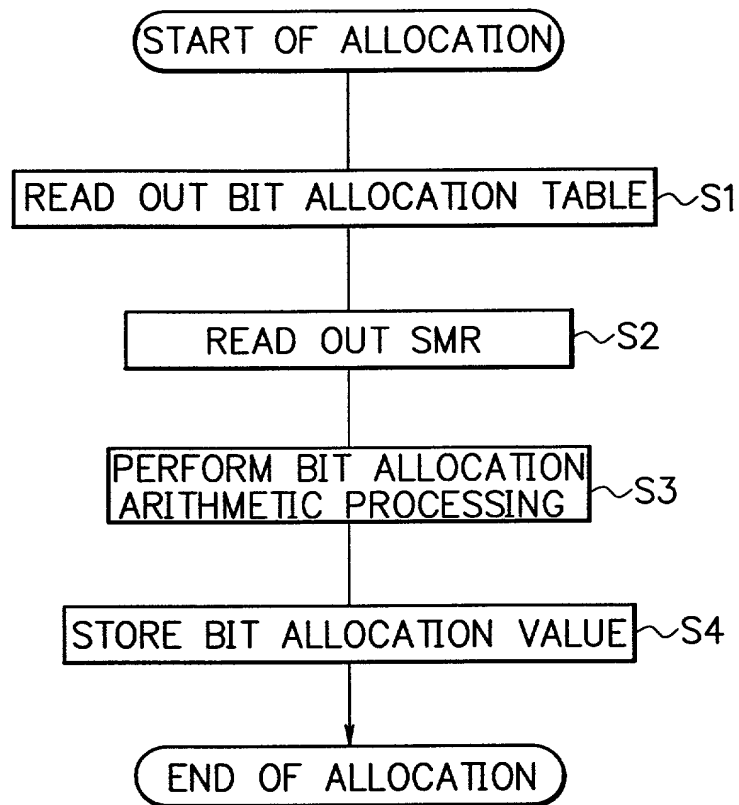 START OF ALLOCATION
READ OUT BIT ALLOCATION TABLE S1
READ OUT SMR S2
PERFORM BIT ALLOCATION
ARITHMETIC PROCESSING S3
STORE BIT ALLOCATION VALUE S4
END OF ALLOCATION